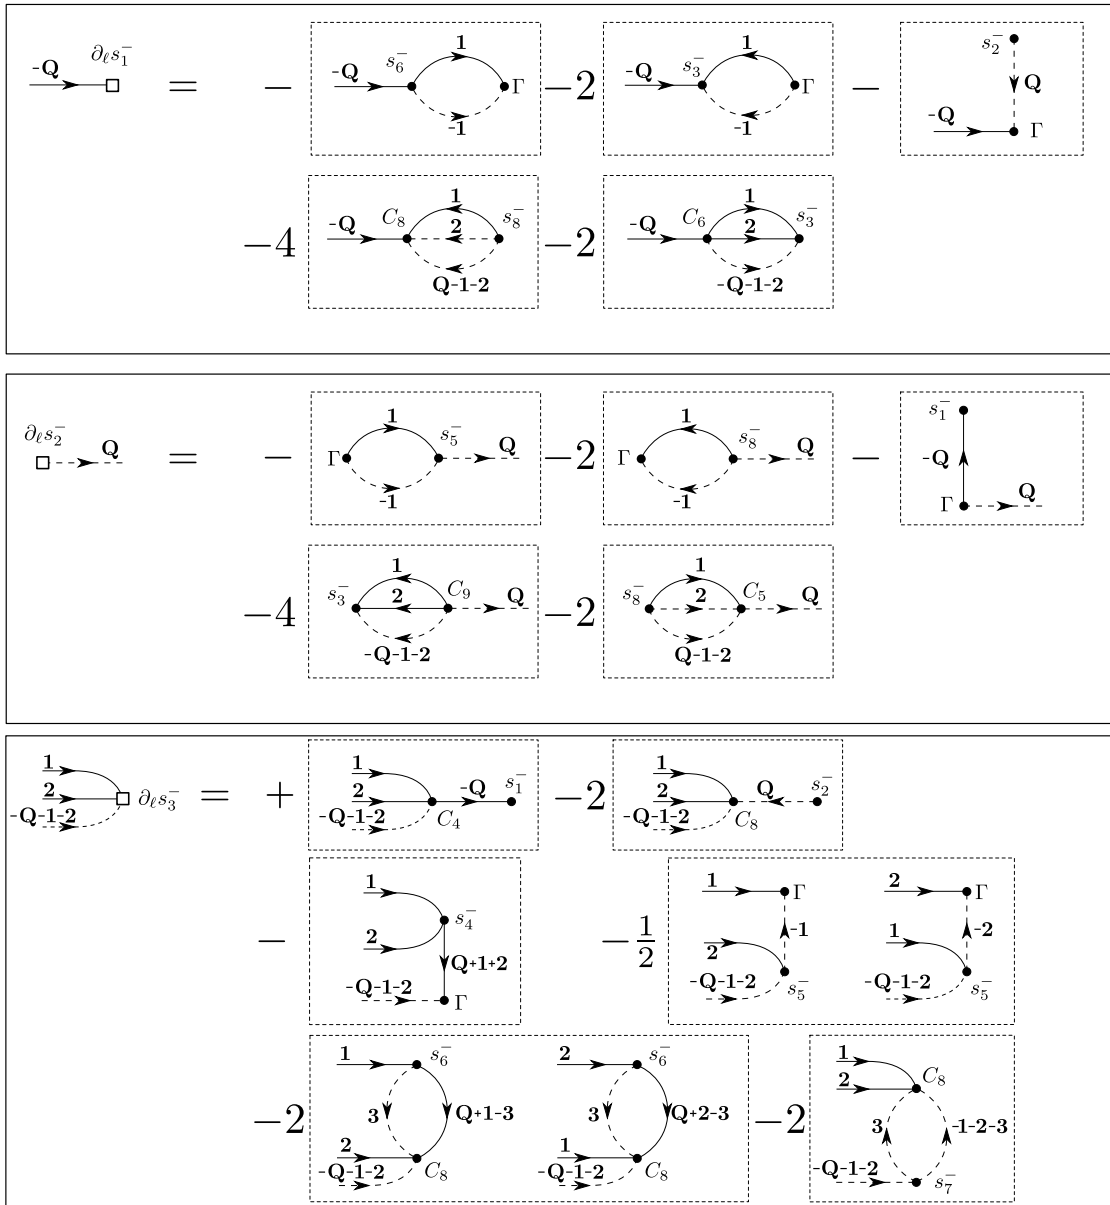 -Q ∂ℓs₁⁻ = − -Q s₆⁻ 1 -1 Γ −2 -Q s₃⁻ 1 -1 Γ − s₂⁻ Q -Q Γ
−4 -Q C₈ 1 2 Q-1-2 s₈⁻ −2 -Q C₆ 1 2 -Q-1-2 s₃⁻
∂ℓs₂⁻ Q = − Γ 1 -1 s₅⁻ Q −2 Γ 1 -1 s₈⁻ Q − s₁⁻ -Q Γ Q
−4 s₃⁻ 1 2 -Q-1-2 C₉ Q −2 s₈⁻ 1 2 Q-1-2 C₅ Q
1 2 -Q-1-2 ∂ℓs₃⁻ = + 1 2 -Q-1-2 C₄ -Q s₁⁻ −2 1 2 -Q-1-2 C₈ Q s₂⁻
− 1 2 s₄⁻ Q+1+2 -Q-1-2 Γ −1/2 1 Γ -1 2 -Q-1-2 s₅⁻ 2 Γ -2 1 -Q-1-2 s₅⁻
−2 1 s₆⁻ 3 Q+1-3 2 -Q-1-2 C₈ 2 s₆⁻ 3 Q+2-3 1 -Q-1-2 C₈ −2 1 2 C₈ 3 -1-2-3 -Q-1-2 s₇⁻